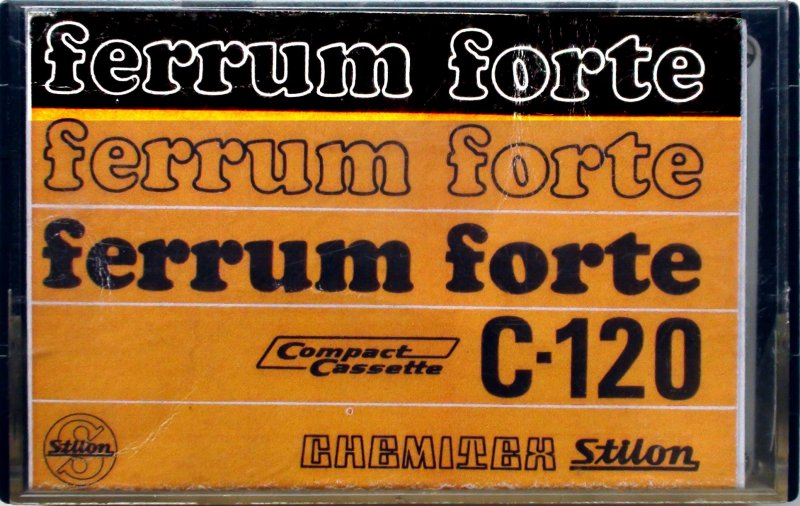 ferrum forte
ferrum forte
ferrum forte
Compact Cassette C-120
Stilon CHEMITEX Stilon